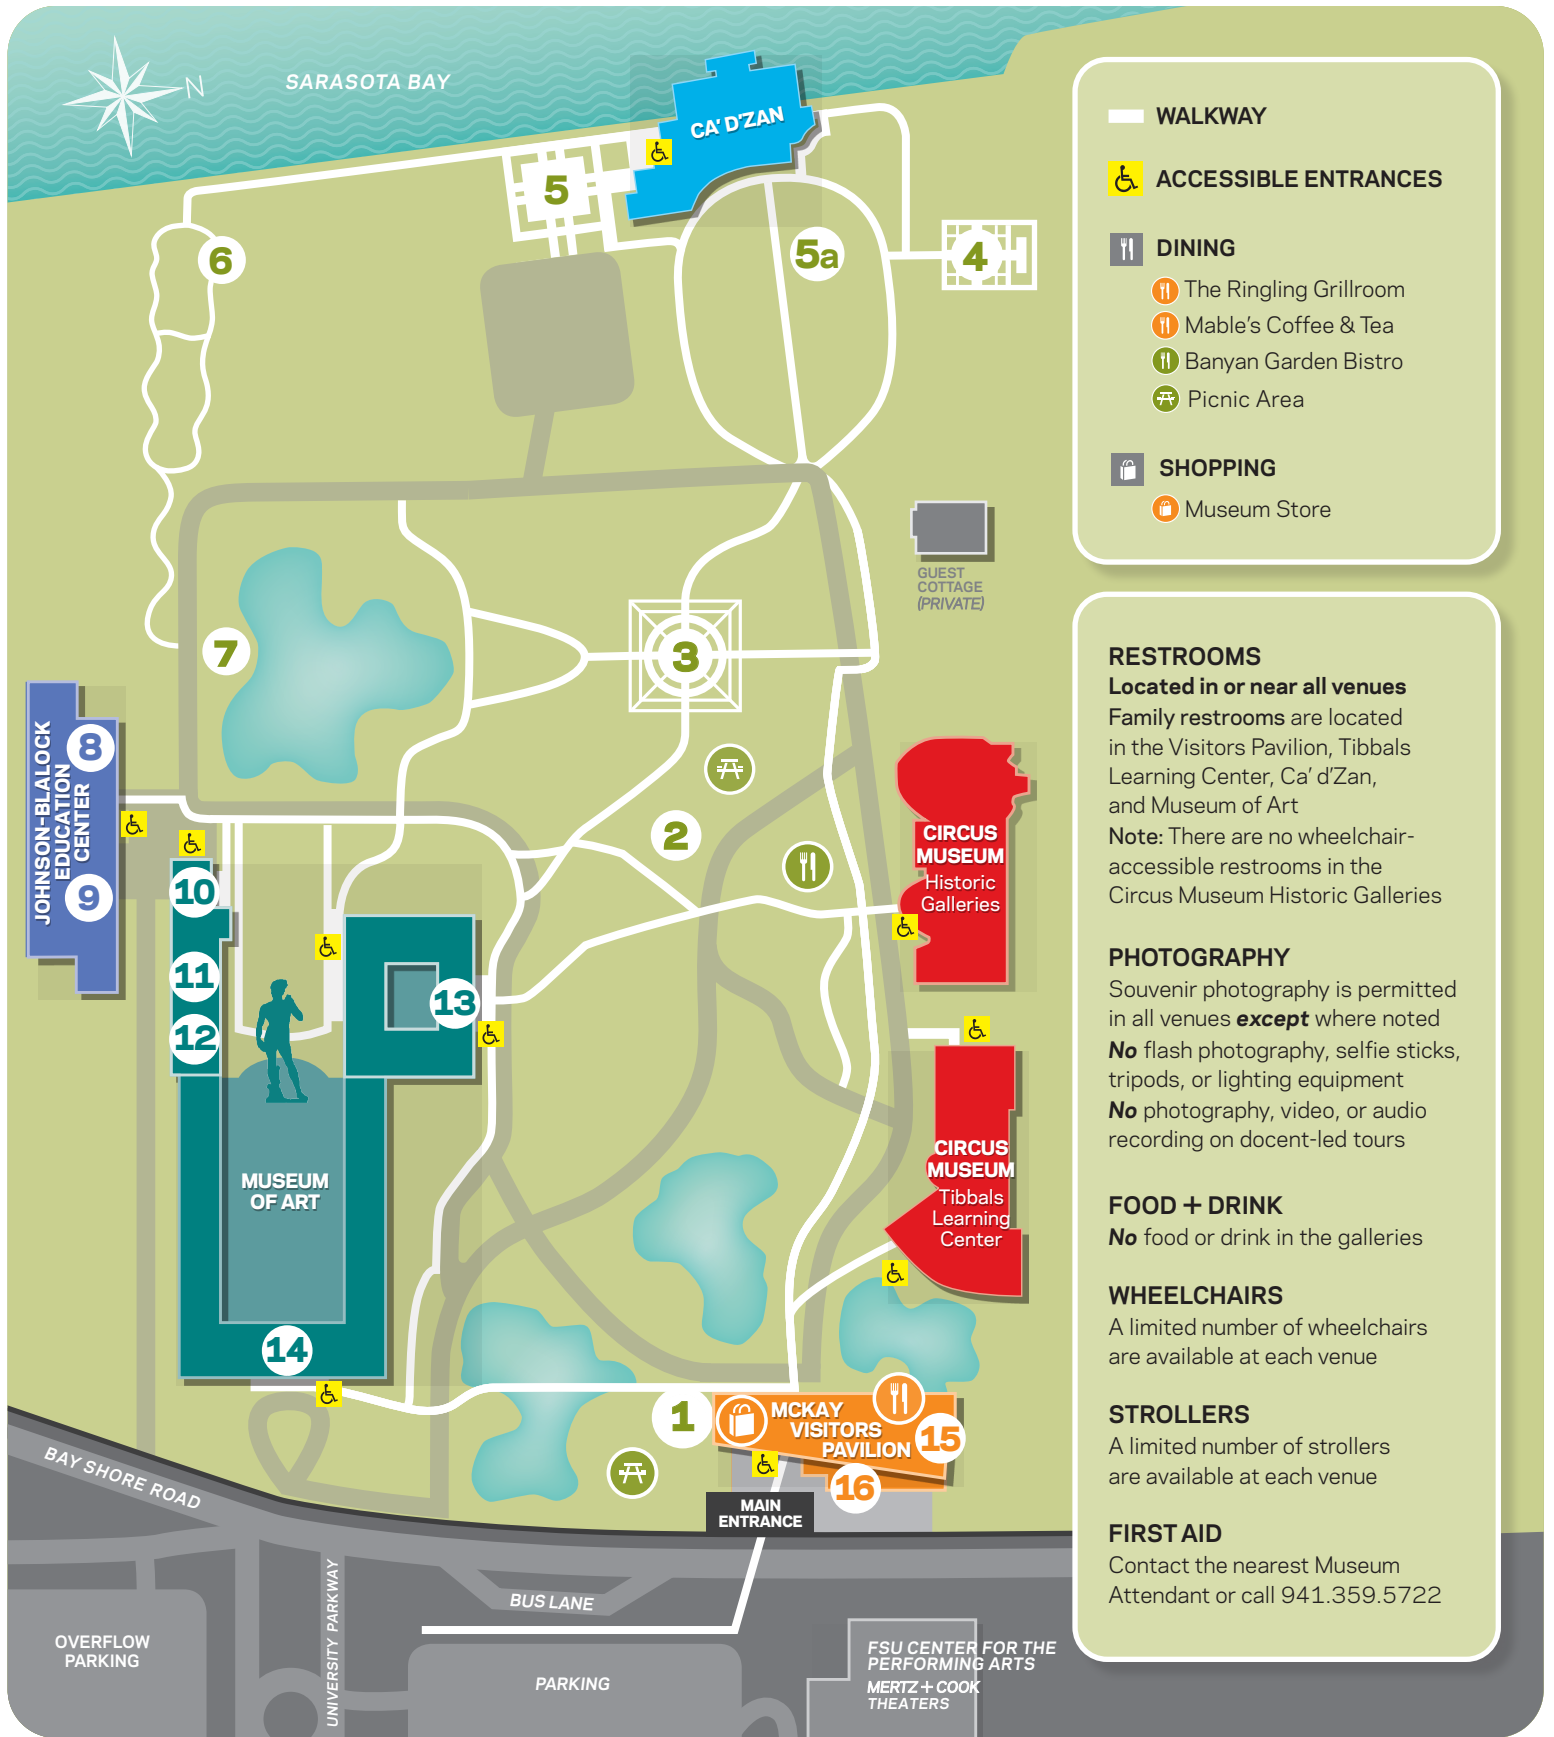 N
SARASOTA BAY
CA' D'ZAN
5
6
5a
4
GUEST
COTTAGE
(PRIVATE)
7
3
JOHNSON-BLALOCK
EDUCATION
CENTER
8
9
2
CIRCUS
MUSEUM
Historic
Galleries
10
11
12
13
MUSEUM
OF ART
14
CIRCUS
MUSEUM
Tibbals
Learning
Center
1
MCKAY
VISITORS
PAVILION
15
16
MAIN
ENTRANCE
BAY SHORE ROAD
BUS LANE
UNIVERSITY PARKWAY
OVERFLOW
PARKING
PARKING
FSU CENTER FOR THE
PERFORMING ARTS
MERTZ + COOK
THEATERS
WALKWAY
ACCESSIBLE ENTRANCES
DINING
The Ringling Grillroom
Mable's Coffee & Tea
Banyan Garden Bistro
Picnic Area
SHOPPING
Museum Store
RESTROOMS
Located in or near all venues
Family restrooms are located
in the Visitors Pavilion, Tibbals
Learning Center, Ca' d'Zan,
and Museum of Art
Note: There are no wheelchair-
accessible restrooms in the
Circus Museum Historic Galleries
PHOTOGRAPHY
Souvenir photography is permitted
in all venues except where noted
No flash photography, selfie sticks,
tripods, or lighting equipment
No photography, video, or audio
recording on docent-led tours
FOOD + DRINK
No food or drink in the galleries
WHEELCHAIRS
A limited number of wheelchairs
are available at each venue
STROLLERS
A limited number of strollers
are available at each venue
FIRST AID
Contact the nearest Museum
Attendant or call 941.359.5722